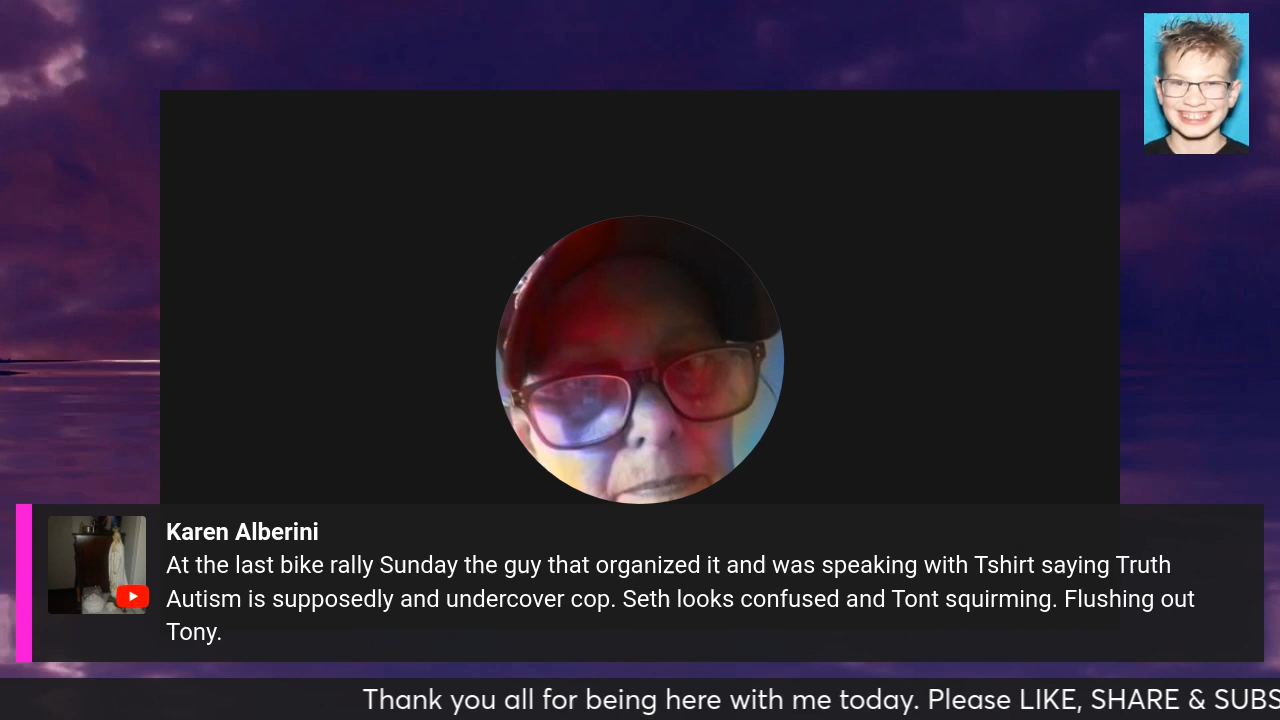 Karen Alberini
At the last bike rally Sunday the guy that organized it and was speaking with Tshirt saying Truth
Autism is supposedly and undercover cop. Seth looks confused and Tont squirming. Flushing out
Tony.
Thank you all for being here with me today. Please LIKE, SHARE & SUBS